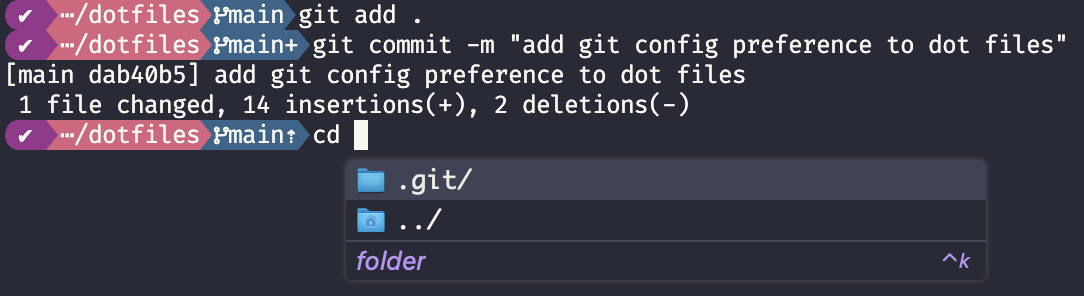 ✔ ⋯/dotfiles main git add .
✔ ⋯/dotfiles main+ git commit -m "add git config preference to dot files"
[main dab40b5] add git config preference to dot files
1 file changed, 14 insertions(+), 2 deletions(-)
✔ ⋯/dotfiles main⇡ cd
.git/
../
folder ^k